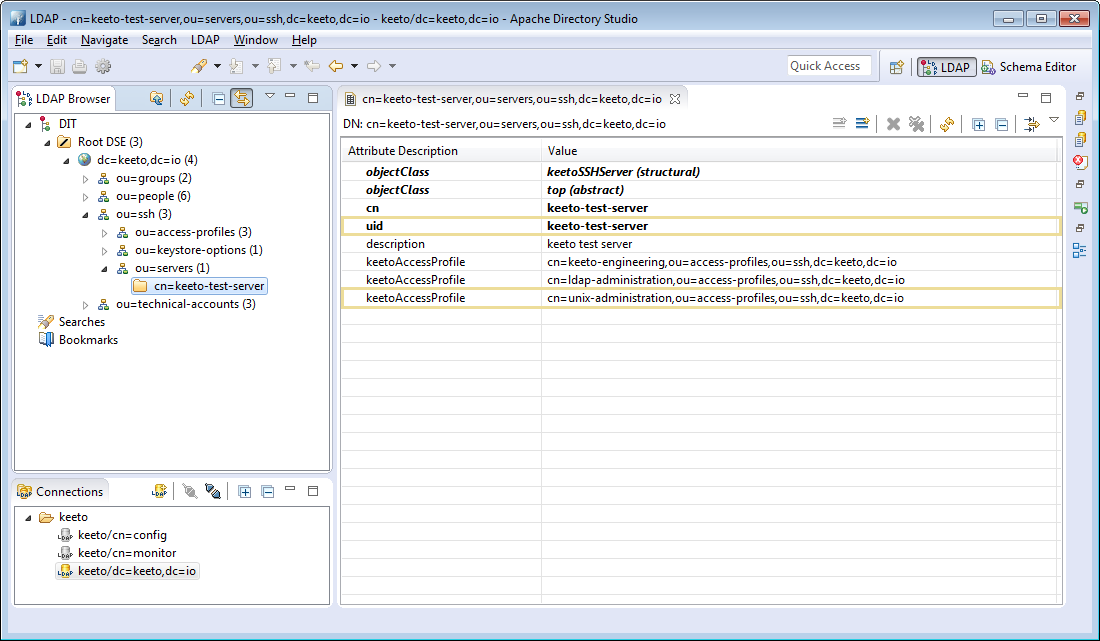 LDAP - cn=keeto-test-server,ou=servers,ou=ssh,dc=keeto,dc=io - keeto/dc=keeto,dc=io - Apache Directory Studio
File Edit Navigate Search LDAP Window Help
Quick Access
LDAP
Schema Editor
LDAP Browser
DIT
Root DSE (3)
dc=keeto,dc=io (4)
ou=groups (2)
ou=people (6)
ou=ssh (3)
ou=access-profiles (3)
ou=keystore-options (1)
ou=servers (1)
cn=keeto-test-server
ou=technical-accounts (3)
Searches
Bookmarks
Connections
LDAP
keeto
LDAP keeto/cn=config
LDAP keeto/cn=monitor
LDAP keeto/dc=keeto,dc=io
cn=keeto-test-server,ou=servers,ou=ssh,dc=keeto,dc=io
DN: cn=keeto-test-server,ou=servers,ou=ssh,dc=keeto,dc=io
Attribute Description Value
objectClass keetoSSHServer (structural)
objectClass top (abstract)
cn keeto-test-server
uid keeto-test-server
description keeto test server
keetoAccessProfile cn=keeto-engineering,ou=access-profiles,ou=ssh,dc=keeto,dc=io
keetoAccessProfile cn=ldap-administration,ou=access-profiles,ou=ssh,dc=keeto,dc=io
keetoAccessProfile cn=unix-administration,ou=access-profiles,ou=ssh,dc=keeto,dc=io